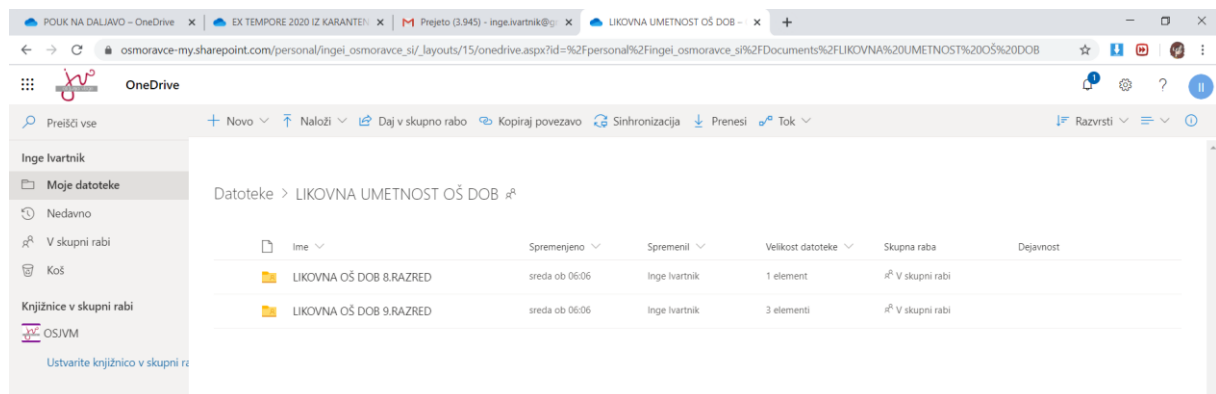 POUK NA DALJAVO – OneDrive
EX TEMPORE 2020 IZ KARANTEN
Prejeto (3.945) - inge.ivartnik@g
LIKOVNA UMETNOST OŠ DOB –
osmoravce-my.sharepoint.com/personal/ingei_osmoravce_si/_layouts/15/onedrive.aspx?id=%2Fpersonal%2Fingei_osmoravce_si%2FDocuments%2FLIKOVNA%20UMETNOST%20OŠ%20DOB
OneDrive
1
?
II
Preišči vse
Novo
Naloži
Daj v skupno rabo
Kopiraj povezavo
Sinhronizacija
Prenesi
Tok
Razvrsti
Inge Ivartnik
Moje datoteke
Nedavno
V skupni rabi
Koš
Knjižnice v skupni rabi
OSJVM
Ustvarite knjižnico v skupni ra
Datoteke > LIKOVNA UMETNOST OŠ DOB
Ime Spremenjeno Spremenil Velikost datoteke Skupna raba Dejavnost
LIKOVNA OŠ DOB 8.RAZRED sreda ob 06:06 Inge Ivartnik 1 element V skupni rabi
LIKOVNA OŠ DOB 9.RAZRED sreda ob 06:06 Inge Ivartnik 3 elementi V skupni rabi